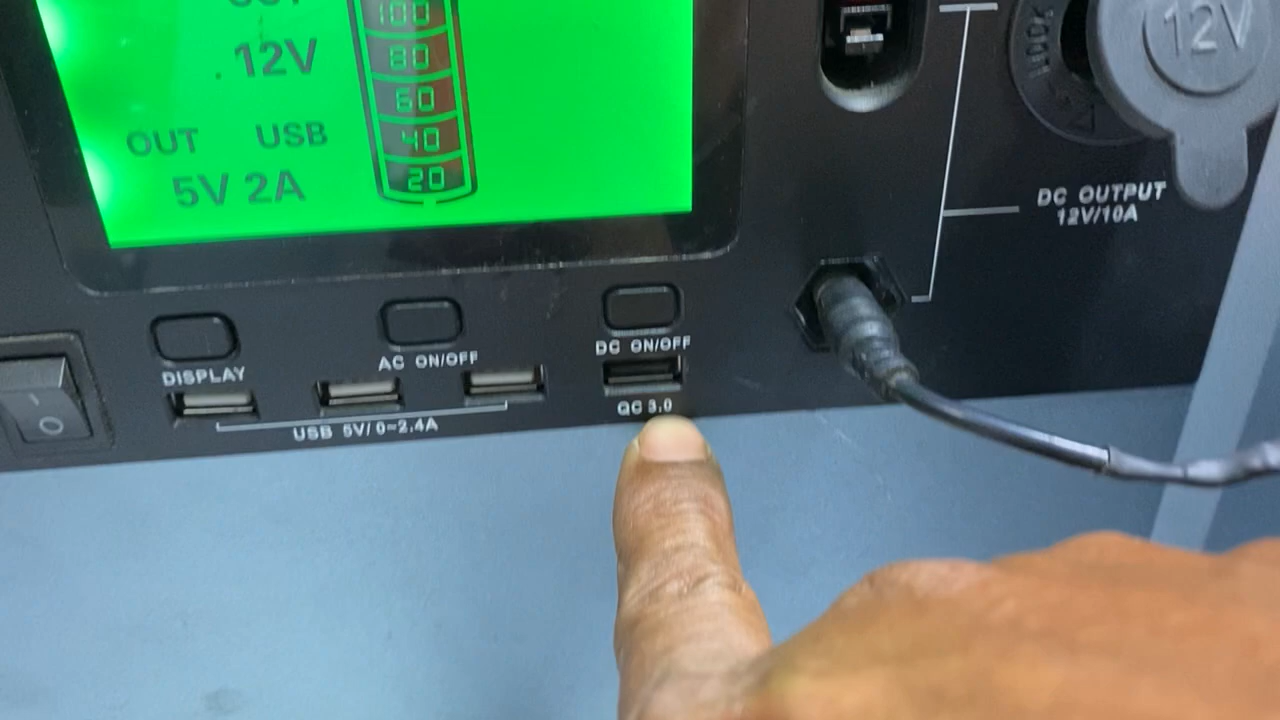 100
80
60
40
20
12V
OUT USB
5V 2A
12V
LOCK
DC OUTPUT
12V/10A
DISPLAY
AC ON/OFF
DC ON/OFF
USB 5V/0~2.4A
QC 3.0